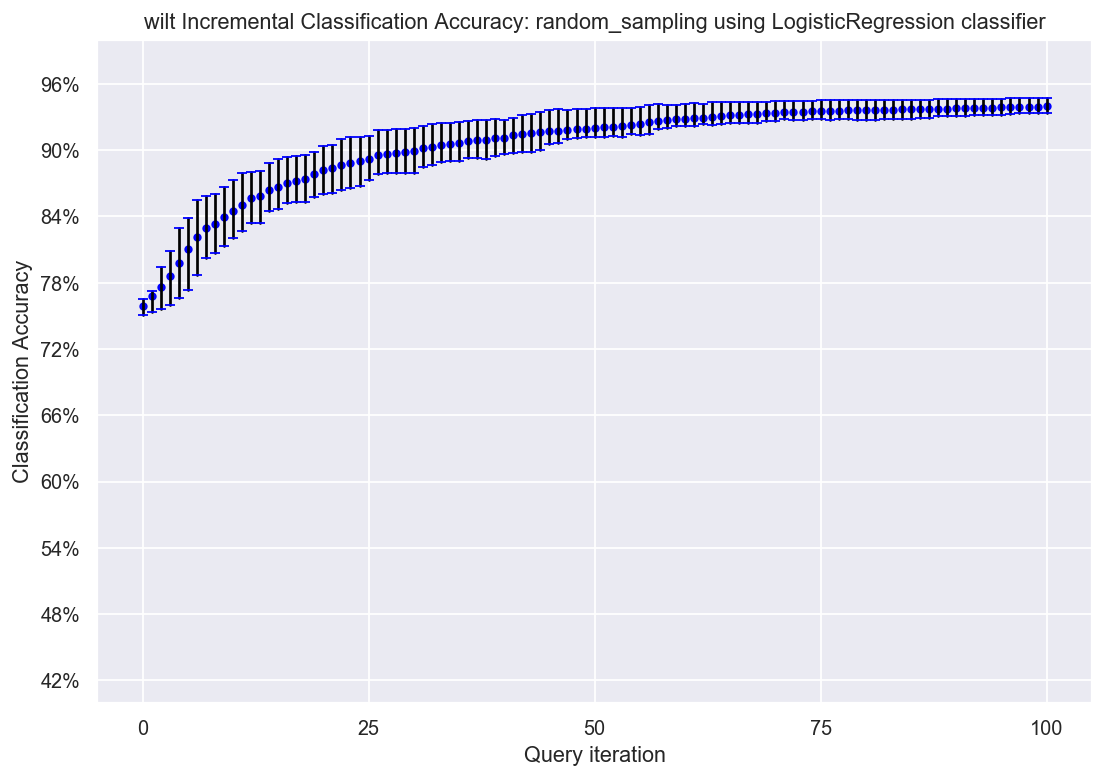 wilt Incremental Classification Accuracy: random_sampling using LogisticRegression classifier
96%
90%
84%
78%
72%
66%
60%
54%
48%
42%
Classification Accuracy
0 25 50 75 100
Query iteration